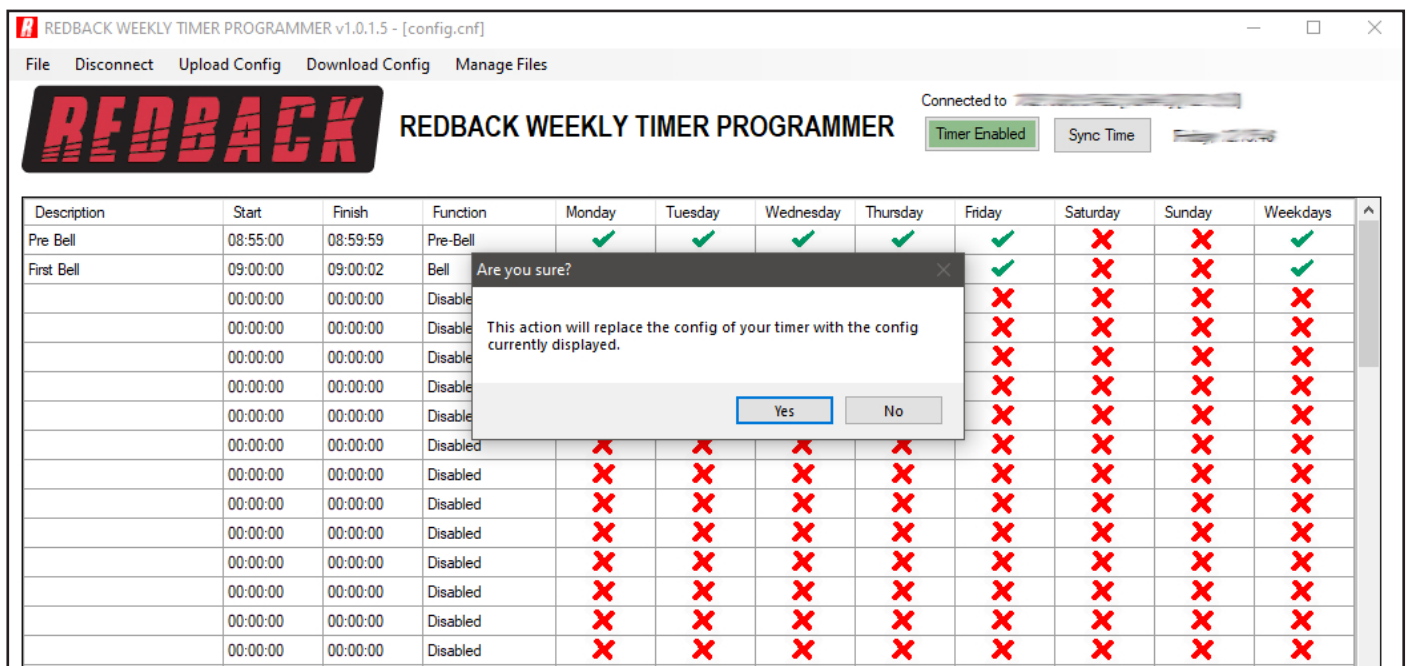 REDBACK WEEKLY TIMER PROGRAMMER v1.0.1.5 - [config.cnf]
File Disconnect Upload Config Download Config Manage Files
REDBACK
REDBACK WEEKLY TIMER PROGRAMMER
Connected to
Timer Enabled Sync Time
Description Start Finish Function Monday Tuesday Wednesday Thursday Friday Saturday Sunday Weekdays
Pre Bell 08:55:00 08:59:59 Pre-Bell
First Bell 09:00:00 09:00:02 Bell
Are you sure?
00:00:00 00:00:00 Disable
00:00:00 00:00:00 Disable
This action will replace the config of your timer with the config
currently displayed.
00:00:00 00:00:00 Disable
00:00:00 00:00:00 Disable
00:00:00 00:00:00 Disable
Yes No
00:00:00 00:00:00 Disabled
00:00:00 00:00:00 Disabled
00:00:00 00:00:00 Disabled
00:00:00 00:00:00 Disabled
00:00:00 00:00:00 Disabled
00:00:00 00:00:00 Disabled
00:00:00 00:00:00 Disabled
00:00:00 00:00:00 Disabled